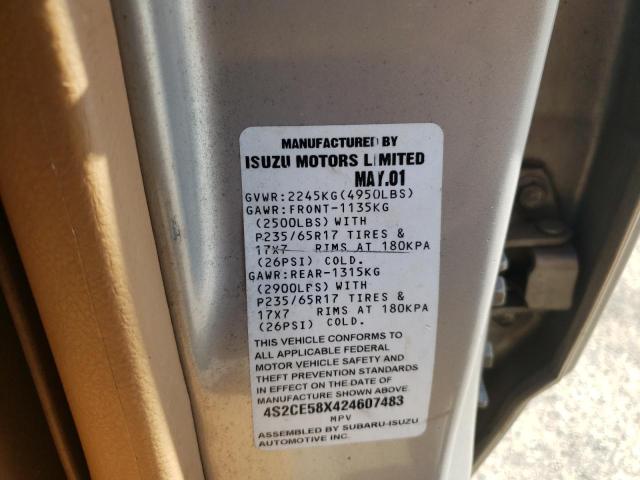 MANUFACTURED BY
ISUZU MOTORS LIMITED
MAY.01
GVWR:2245KG(4950LBS)
GAWR:FRONT-1135KG
(2500LBS) WITH
P235/65R17 TIRES &
17X7 RIMS AT 180KPA
(26PSI) COLD.
GAWR:REAR-1315KG
(2900LBS) WITH
P235/65R17 TIRES &
17X7 RIMS AT 180KPA
(26PSI) COLD.
THIS VEHICLE CONFORMS TO
ALL APPLICABLE FEDERAL
MOTOR VEHICLE SAFETY AND
THEFT PREVENTION STANDARDS
IN EFFECT ON THE DATE OF
MANUFACTURE SHOWN ABOVE.
4S2CE58X424607483
MPV
ASSEMBLED BY SUBARU-ISUZU
AUTOMOTIVE INC.